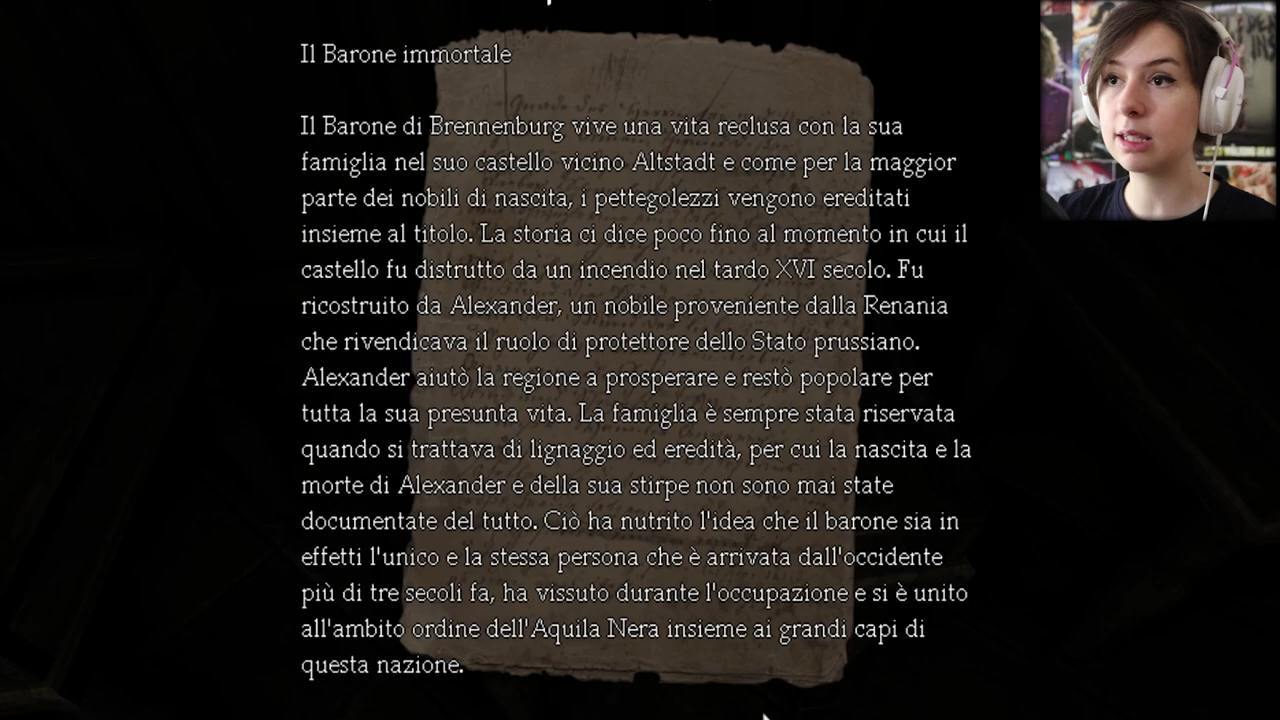 Il Barone immortale
Il Barone di Brennenburg vive una vita reclusa con la sua
famiglia nel suo castello vicino Altstadt e come per la maggior
parte dei nobili di nascita, i pettegolezzi vengono ereditati
insieme al titolo. La storia ci dice poco fino al momento in cui il
castello fu distrutto da un incendio nel tardo XVI secolo. Fu
ricostruito da Alexander, un nobile proveniente dalla Renania
che rivendicava il ruolo di protettore dello Stato prussiano.
Alexander aiutò la regione a prosperare e restò popolare per
tutta la sua presunta vita. La famiglia è sempre stata riservata
quando si trattava di lignaggio ed eredità, per cui la nascita e la
morte di Alexander e della sua stirpe non sono mai state
documentate del tutto. Ciò ha nutrito l'idea che il barone sia in
effetti l'unico e la stessa persona che è arrivata dall'occidente
più di tre secoli fa, ha vissuto durante l'occupazione e si è unito
all'ambito ordine dell'Aquila Nera insieme ai grandi capi di
questa nazione.